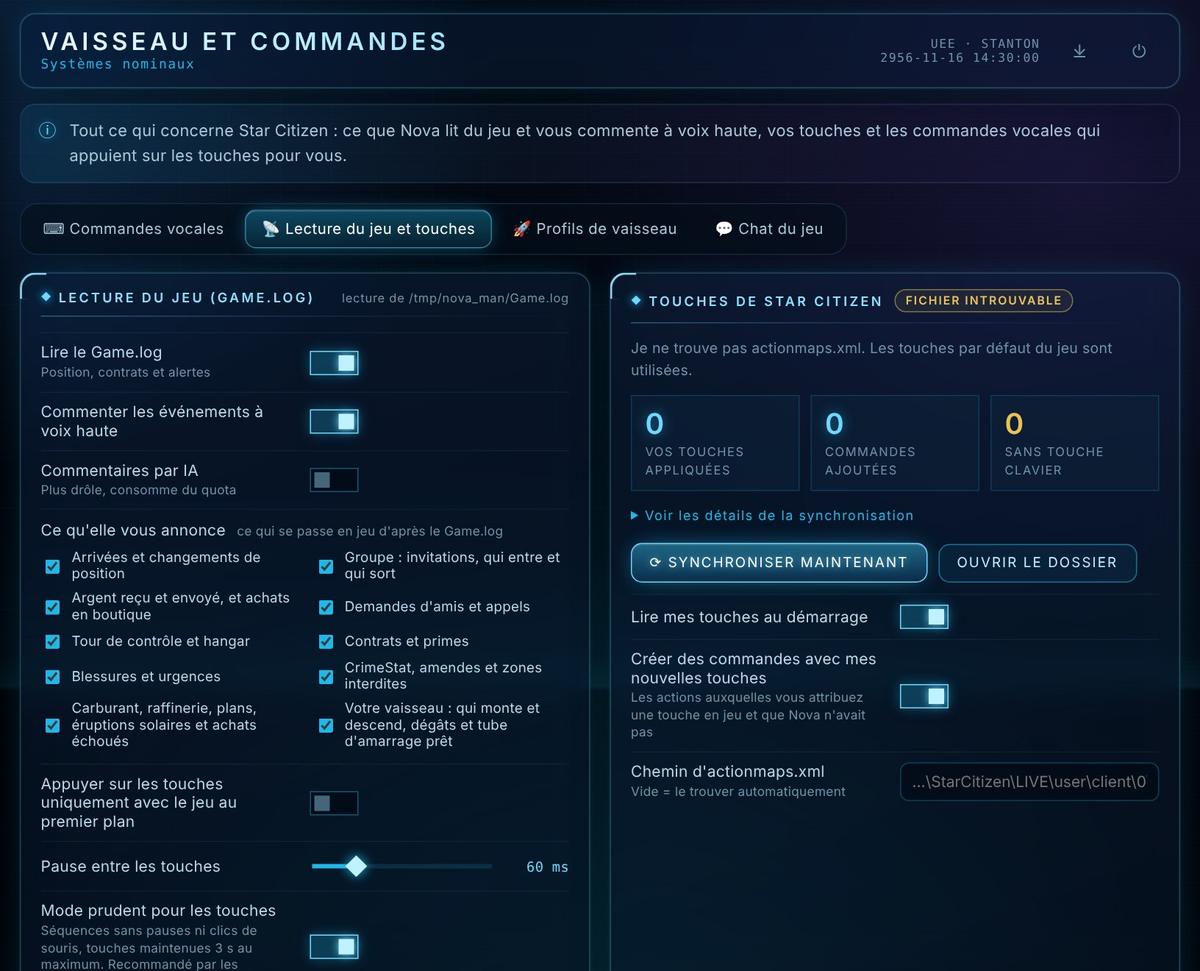 VAISSEAU ET COMMANDES
Systèmes nominaux
UEE · STANTON
2956-11-16 14:30:00
Tout ce qui concerne Star Citizen : ce que Nova lit du jeu et vous commente à voix haute, vos touches et les commandes vocales qui
appuient sur les touches pour vous.
Commandes vocales
Lecture du jeu et touches
Profils de vaisseau
Chat du jeu
LECTURE DU JEU (GAME.LOG)
lecture de /tmp/nova_man/Game.log
Lire le Game.log
Position, contrats et alertes
Commenter les événements à
voix haute
Commentaires par IA
Plus drôle, consomme du quota
Ce qu'elle vous annonce
ce qui se passe en jeu d'après le Game.log
Arrivées et changements de
position
Groupe : invitations, qui entre et
qui sort
Argent reçu et envoyé, et achats
en boutique
Demandes d'amis et appels
Tour de contrôle et hangar
Contrats et primes
Blessures et urgences
CrimeStat, amendes et zones
interdites
Carburant, raffinerie, plans,
éruptions solaires et achats
échoués
Votre vaisseau : qui monte et
descend, dégâts et tube
d'amarrage prêt
Appuyer sur les touches
uniquement avec le jeu au
premier plan
Pause entre les touches
60 ms
Mode prudent pour les touches
Séquences sans pauses ni clics de
souris, touches maintenues 3 s au
maximum. Recommandé par les
TOUCHES DE STAR CITIZEN
FICHIER INTROUVABLE
Je ne trouve pas actionmaps.xml. Les touches par défaut du jeu sont
utilisées.
0
VOS TOUCHES
APPLIQUÉES
0
COMMANDES
AJOUTÉES
0
SANS TOUCHE
CLAVIER
Voir les détails de la synchronisation
⟳ SYNCHRONISER MAINTENANT
OUVRIR LE DOSSIER
Lire mes touches au démarrage
Créer des commandes avec mes
nouvelles touches
Les actions auxquelles vous attribuez
une touche en jeu et que Nova n'avait
pas
Chemin d'actionmaps.xml
Vide = le trouver automatiquement
...\StarCitizen\LIVE\user\client\0